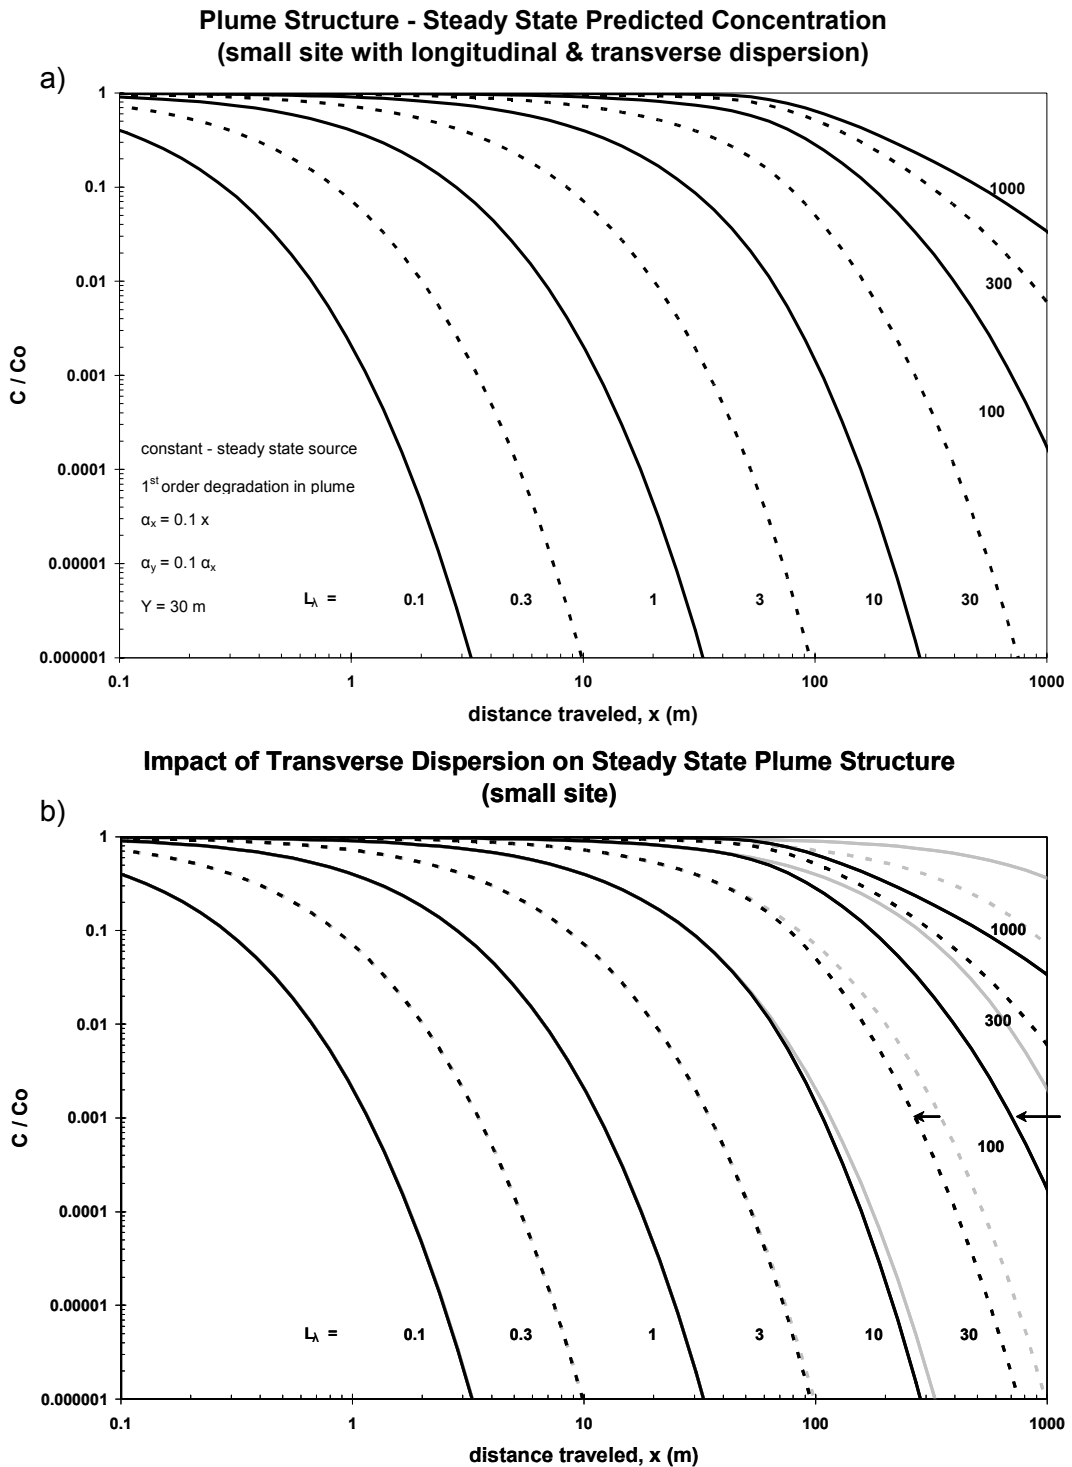 Plume Structure - Steady State Predicted Concentration
(small site with longitudinal & transverse dispersion)
a)
1
0.1
0.01
0.001
0.0001
0.00001
0.000001
C / Co
1000
300
100
constant - steady state source
1st order degradation in plume
αx = 0.1 x
αy = 0.1 αx
Y = 30 m
Lλ = 0.1 0.3 1 3 10 30
0.1 1 10 100 1000
distance traveled, x (m)
Impact of Transverse Dispersion on Steady State Plume Structure
(small site)
b)
1
0.1
0.01
0.001
0.0001
0.00001
0.000001
C / Co
1000
300
100
Lλ = 0.1 0.3 1 3 10 30
0.1 1 10 100 1000
distance traveled, x (m)